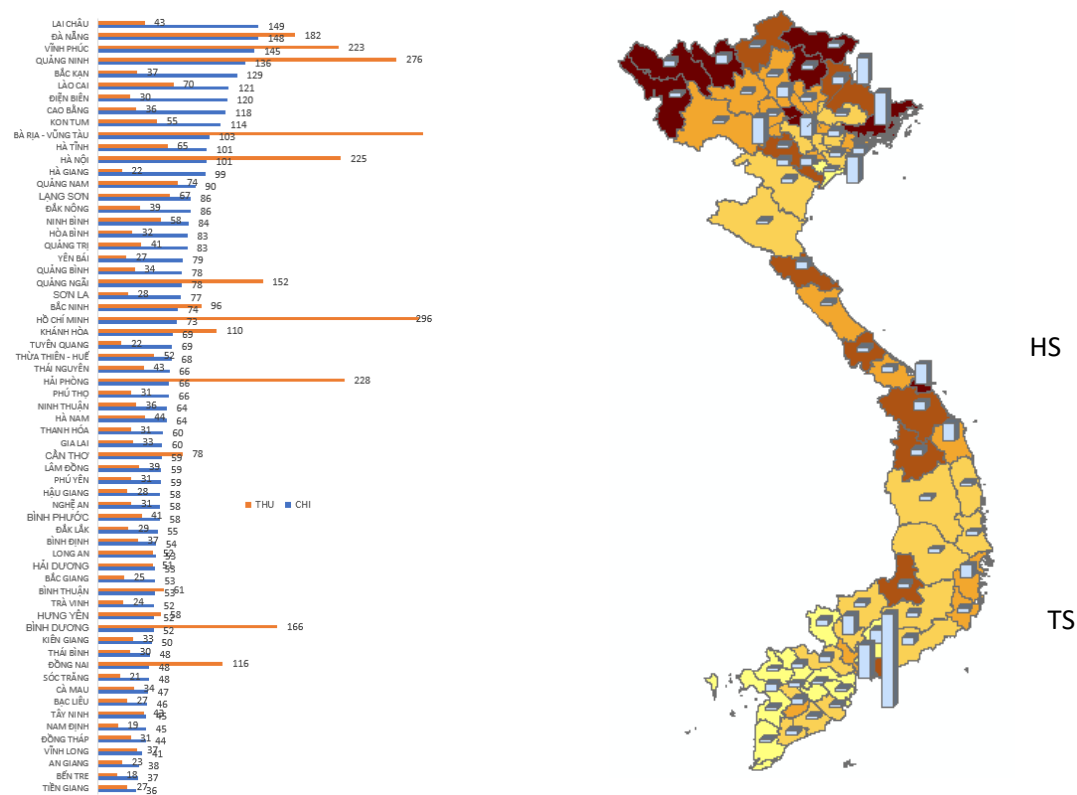 LAI CHÂU 43 149
ĐÀ NẴNG 182 148
VĨNH PHÚC 223 145
QUẢNG NINH 276 136
BẮC KẠN 37 129
LÀO CAI 70 121
ĐIỆN BIÊN 30 120
CAO BẰNG 36 118
KON TUM 55 114
BÀ RỊA - VŨNG TÀU 103
HÀ TĨNH 65 101
HÀ NỘI 225 101
HÀ GIANG 22 99
QUẢNG NAM 74 90
LẠNG SƠN 67 86
ĐẮK NÔNG 39 86
NINH BÌNH 58 84
HÒA BÌNH 32 83
QUẢNG TRỊ 41 83
YÊN BÁI 27 79
QUẢNG BÌNH 34 78
QUẢNG NGÃI 152 78
SƠN LA 28 77
BẮC NINH 96 74
HỒ CHÍ MINH 296 73
KHÁNH HÒA 110 69
TUYÊN QUANG 22 69
THỪA THIÊN - HUẾ 52 68
THÁI NGUYÊN 43 66
HẢI PHÒNG 228 66
PHÚ THỌ 31 66
NINH THUẬN 36 64
HÀ NAM 44 64
THANH HÓA 31 60
GIA LAI 33 60
CẦN THƠ 78 59
LÂM ĐỒNG 39 59
PHÚ YÊN 31 59
HẬU GIANG 28 58
NGHỆ AN 31 58
BÌNH PHƯỚC 41 58
ĐẮK LẮK 29 55
BÌNH ĐỊNH 37 54
LONG AN 52 53
HẢI DƯƠNG 51 53
BẮC GIANG 25 53
BÌNH THUẬN 61 53
TRÀ VINH 24 52
HƯNG YÊN 58 52
BÌNH DƯƠNG 166 52
KIÊN GIANG 33 50
THÁI BÌNH 30 48
ĐỒNG NAI 116 48
SÓC TRĂNG 21 48
CÀ MAU 34 47
BẠC LIÊU 27 46
TÂY NINH 43 45
NAM ĐỊNH 19 45
ĐỒNG THÁP 31 44
VĨNH LONG 37 41
AN GIANG 23 38
BẾN TRE 18 37
TIỀN GIANG 27 36
THU CHI
HS
TS